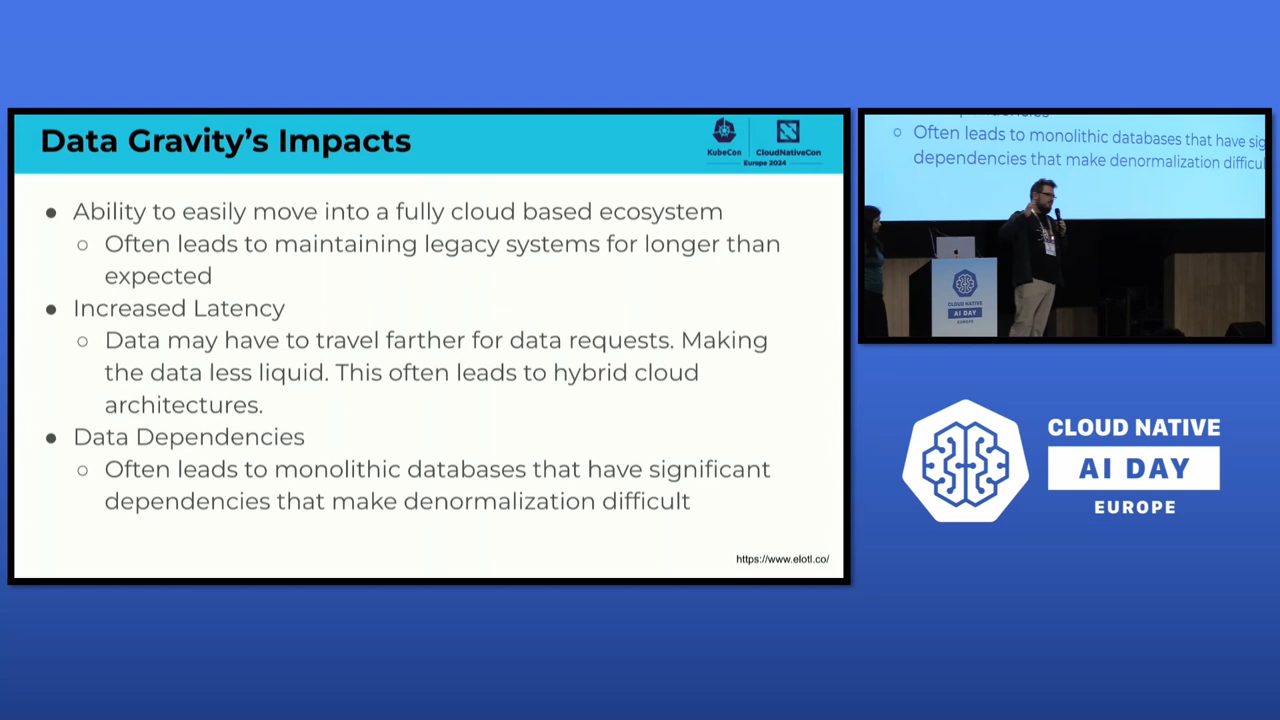 Data Gravity's Impacts
KubeCon
CloudNativeCon
Europe 2024
● Ability to easily move into a fully cloud based ecosystem
○ Often leads to maintaining legacy systems for longer than
expected
● Increased Latency
○ Data may have to travel farther for data requests. Making
the data less liquid. This often leads to hybrid cloud
architectures.
● Data Dependencies
○ Often leads to monolithic databases that have significant
dependencies that make denormalization difficult
https://www.elotl.co/
○ Often leads to monolithic databases that have sig
dependencies that make denormalization difficul
CLOUD NATIVE
AI DAY
EUROPE
CLOUD NATIVE
AI DAY
EUROPE